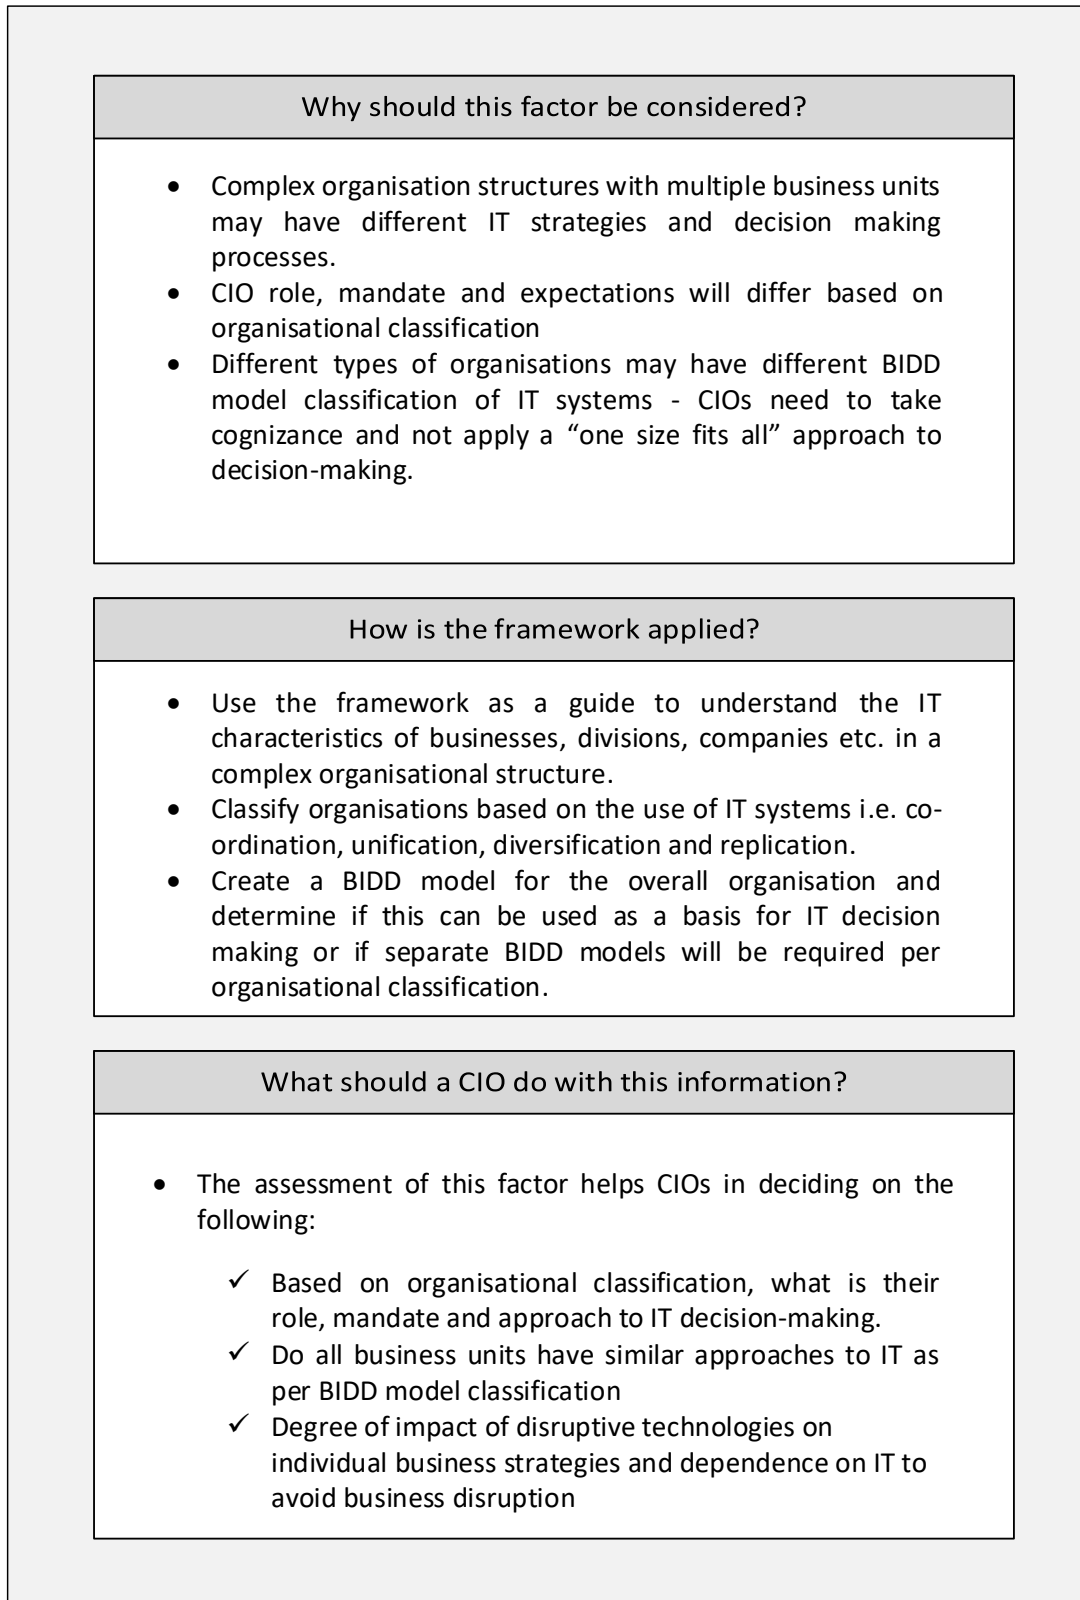 Why should this factor be considered?
• Complex organisation structures with multiple business units
may have different IT strategies and decision making
processes.
• CIO role, mandate and expectations will differ based on
organisational classification
• Different types of organisations may have different BIDD
model classification of IT systems - CIOs need to take
cognizance and not apply a “one size fits all” approach to
decision-making.
How is the framework applied?
• Use the framework as a guide to understand the IT
characteristics of businesses, divisions, companies etc. in a
complex organisational structure.
• Classify organisations based on the use of IT systems i.e. co-
ordination, unification, diversification and replication.
• Create a BIDD model for the overall organisation and
determine if this can be used as a basis for IT decision
making or if separate BIDD models will be required per
organisational classification.
What should a CIO do with this information?
• The assessment of this factor helps CIOs in deciding on the
following:
✓ Based on organisational classification, what is their
role, mandate and approach to IT decision-making.
✓ Do all business units have similar approaches to IT as
per BIDD model classification
✓ Degree of impact of disruptive technologies on
individual business strategies and dependence on IT to
avoid business disruption